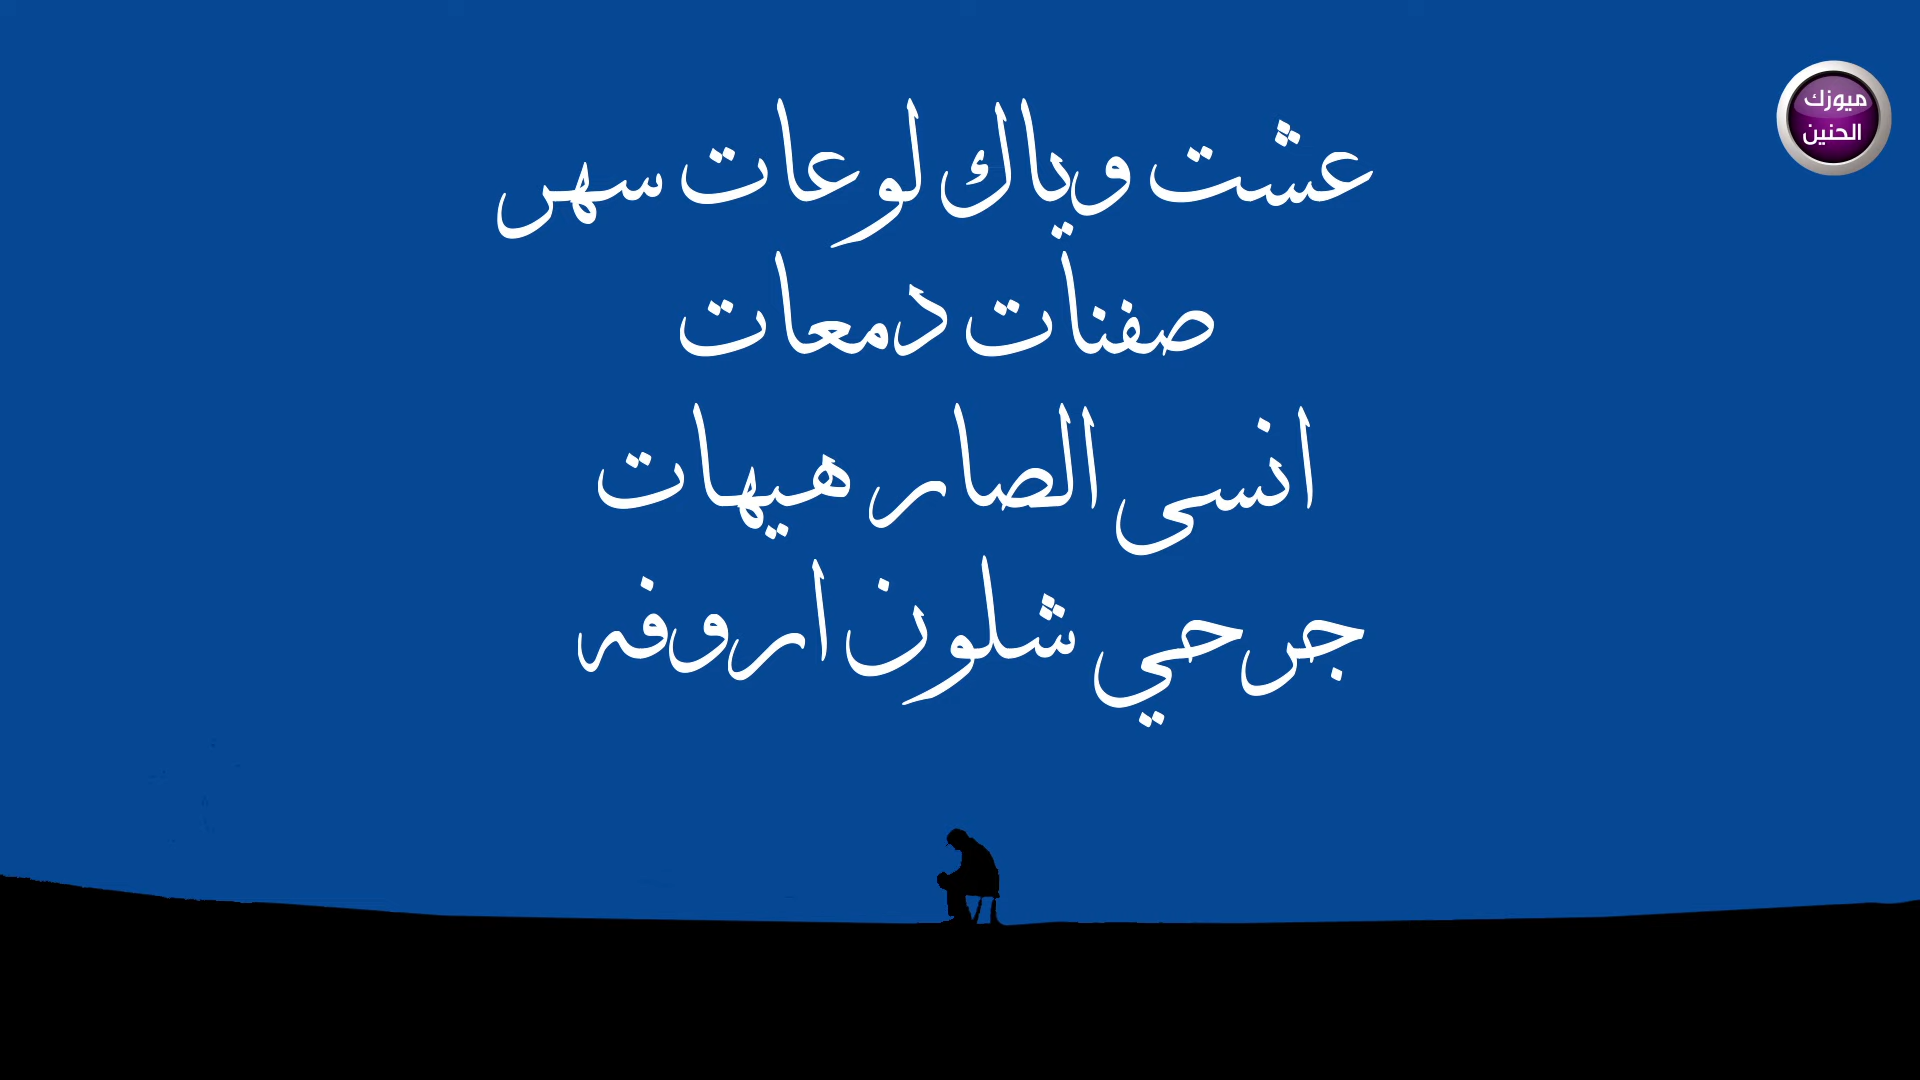 ميوزك
الحنين
عشت وياك لوعات سهر
صفنات دمعات
انسى الصار هيهات
جرحي شلون اروفه